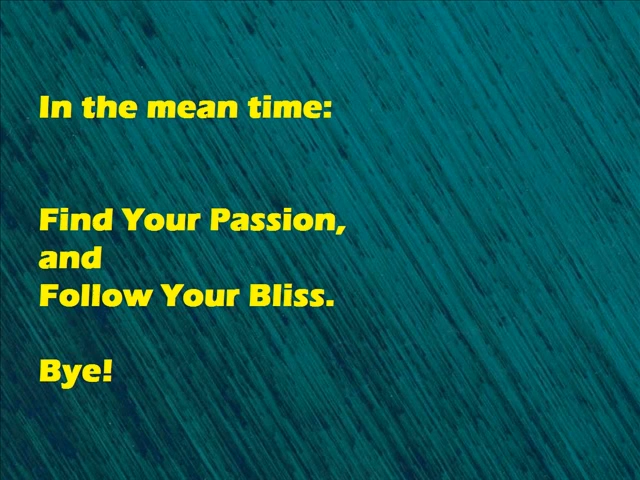 In the mean time:
Find Your Passion,
and
Follow Your Bliss.
Bye!